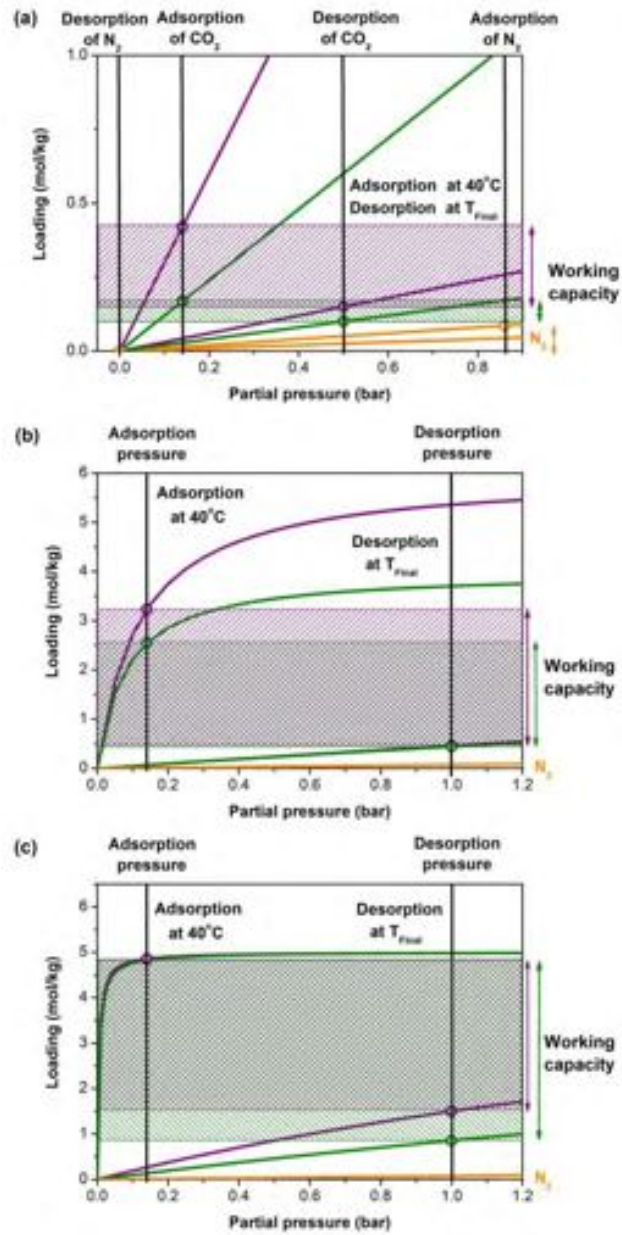 (a)
Desorption
of N₂
Adsorption
of CO₂
Desorption
of CO₂
Adsorption
of N₂
Loading (mol/kg)
1.0
0.5
0.0
Adsorption at 40°C
Desorption at T_Final
Working
capacity
N₂
0.0 0.2 0.4 0.6 0.8
Partial pressure (bar)
(b)
Adsorption
pressure
Desorption
pressure
Loading (mol/kg)
6
5
4
3
2
1
0
Adsorption
at 40°C
Desorption
at T_Final
Working
capacity
N₂
0.0 0.2 0.4 0.6 0.8 1.0 1.2
Partial pressure (bar)
(c)
Adsorption
pressure
Desorption
pressure
Loading (mol/kg)
6
5
4
3
2
1
0
Adsorption
at 40°C
Desorption
at T_Final
Working
capacity
N₂
0.0 0.2 0.4 0.6 0.8 1.0 1.2
Partial pressure (bar)